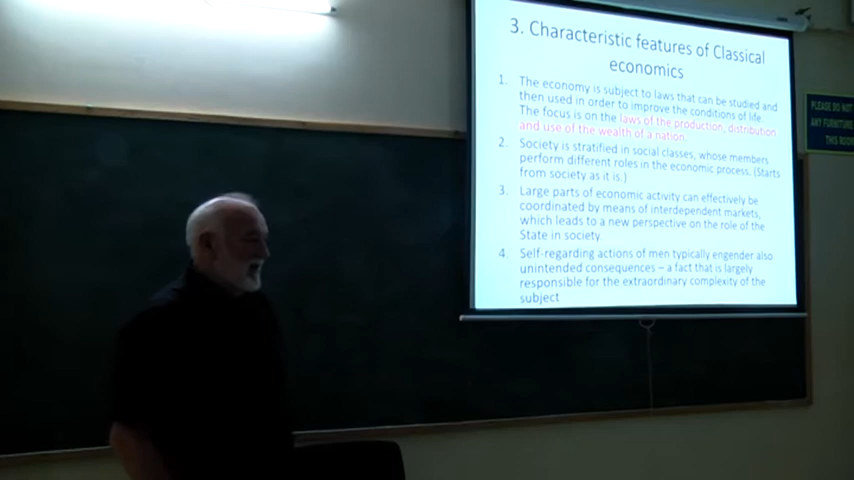 3. Characteristic features of Classical
economics
1. The economy is subject to laws that can be studied and
then used in order to improve the conditions of life.
The focus is on the laws of the production, distribution
and use of the wealth of a nation.
2. Society is stratified in social classes, whose members
perform different roles in the economic process. (Starts
from society as it is.)
3. Large parts of economic activity can effectively be
coordinated by means of interdependent markets,
which leads to a new perspective on the role of the
State in society.
4. Self-regarding actions of men typically engender also
unintended consequences – a fact that is largely
responsible for the extraordinary complexity of the
subject
PLEASE DO NOT
ANY FURNITURE,
THIS ROOM